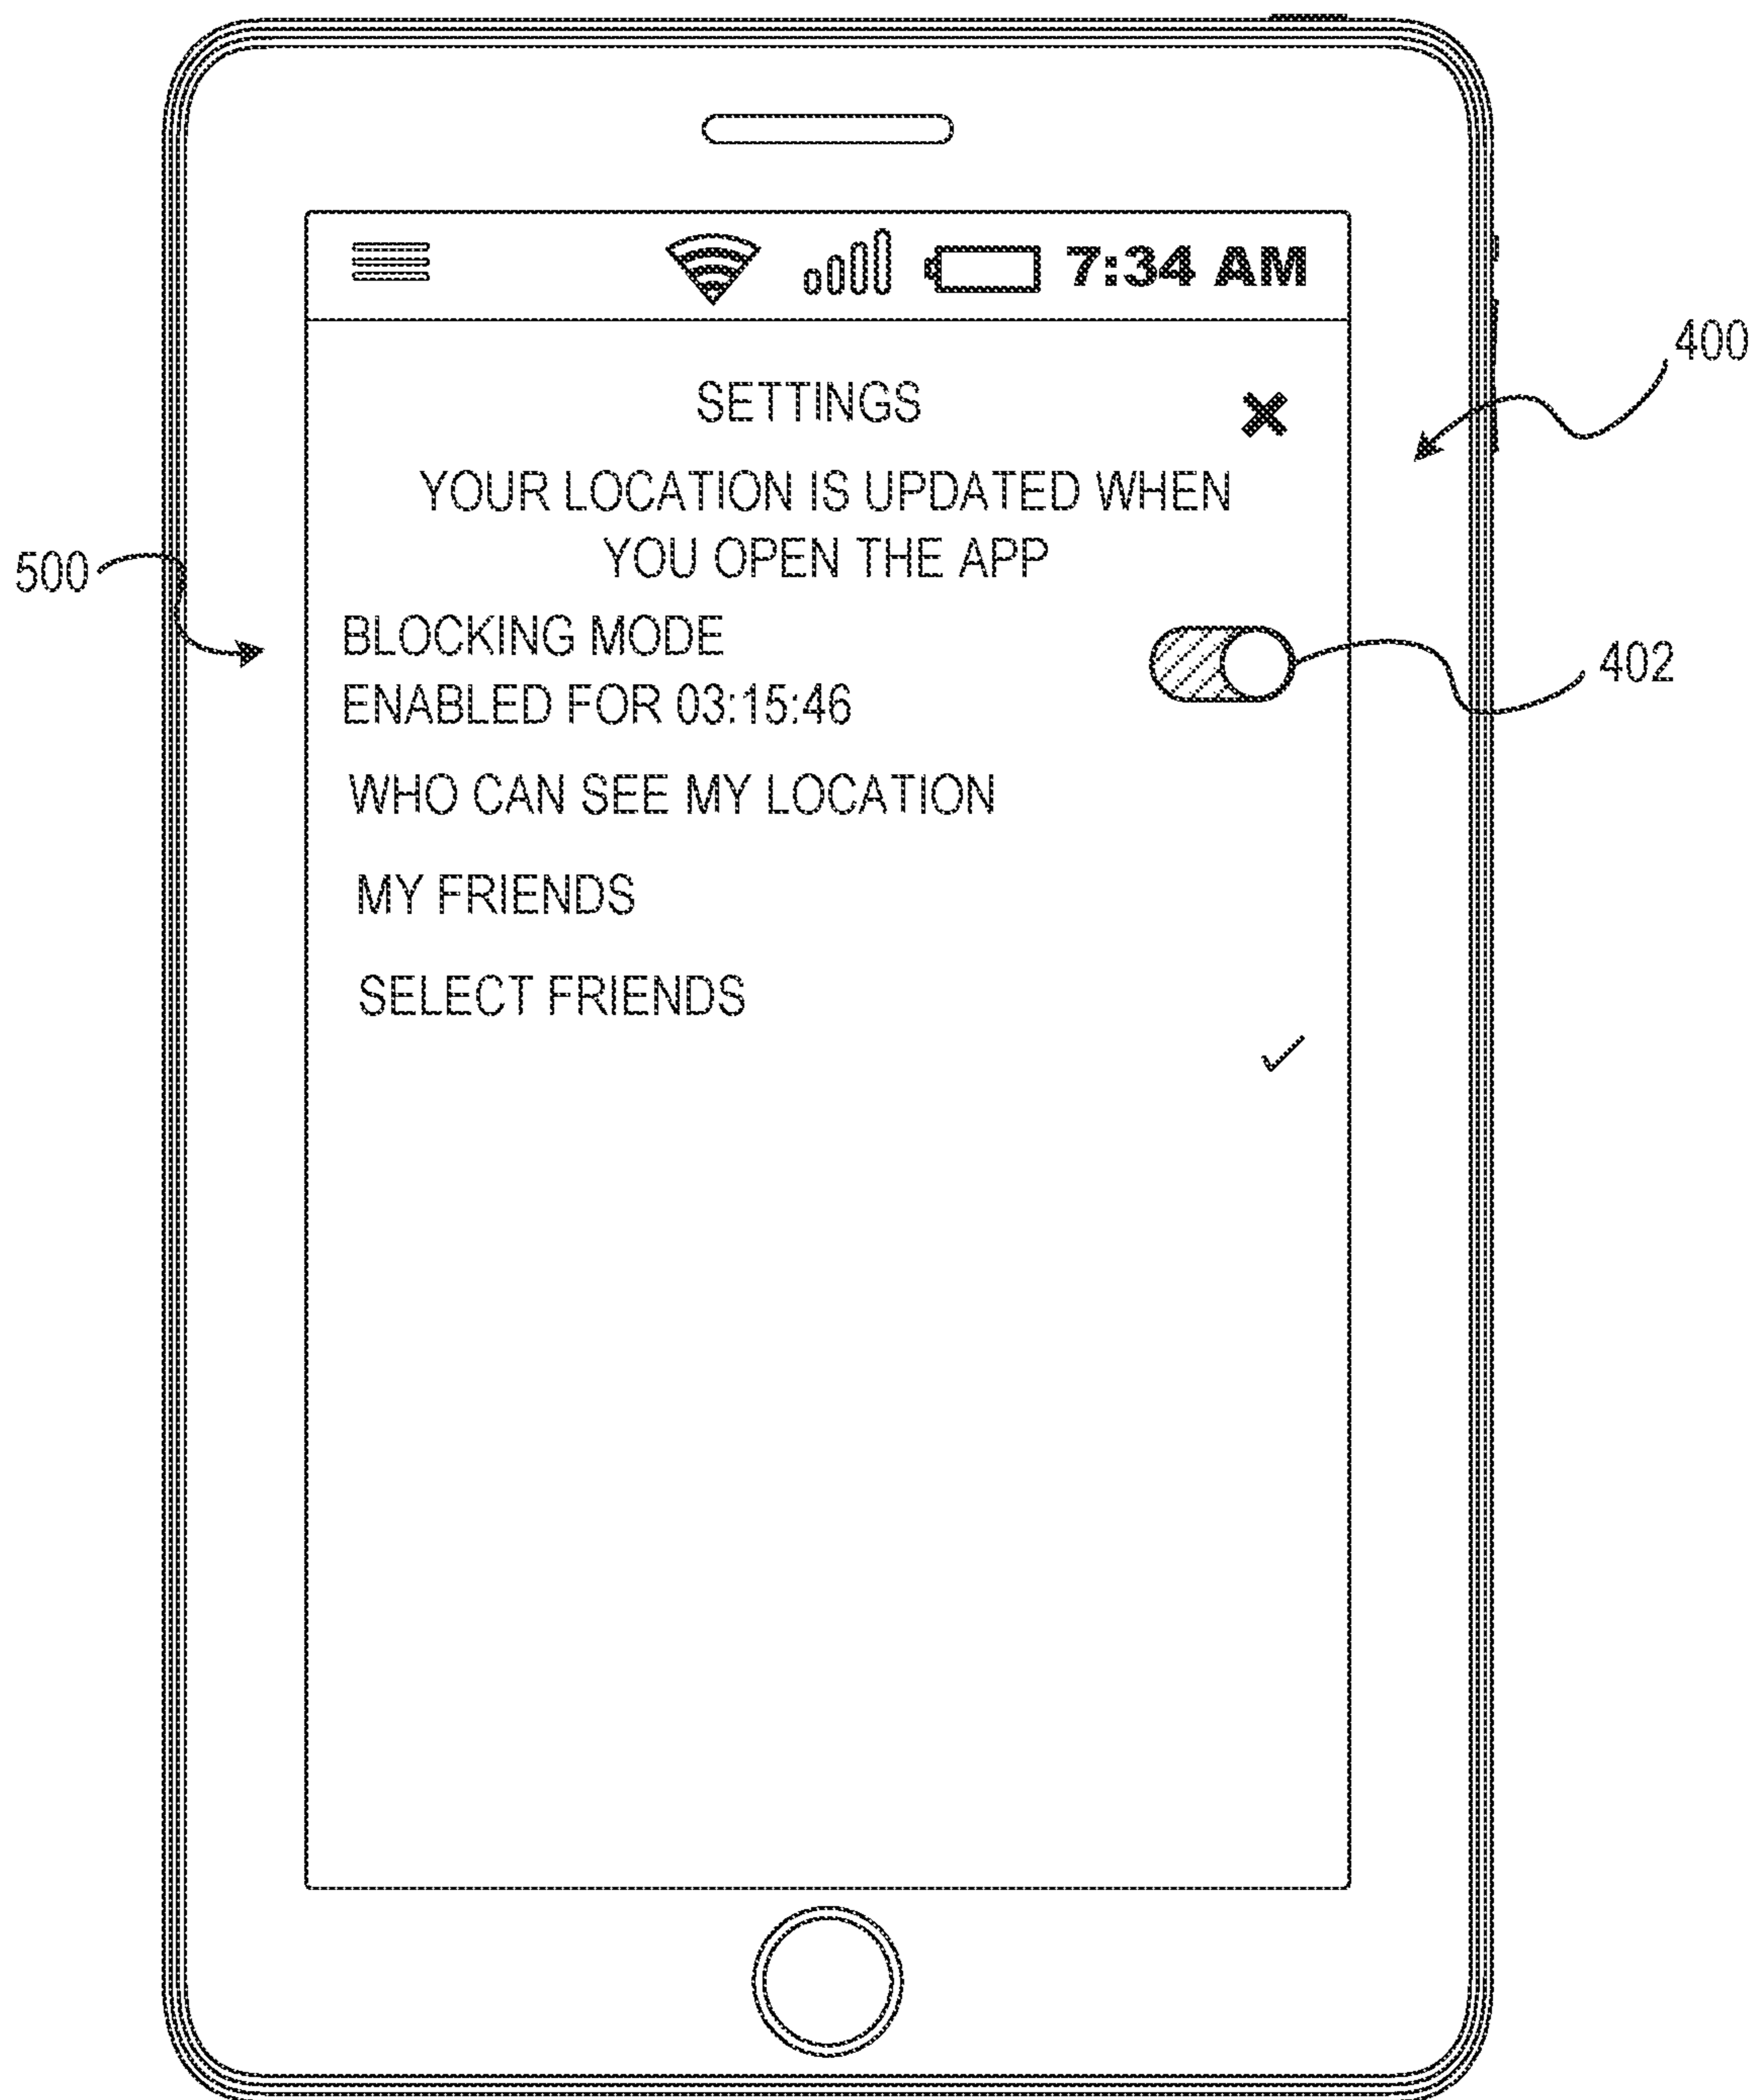 7:34 AM
SETTINGS
400
YOUR LOCATION IS UPDATED WHEN
YOU OPEN THE APP
500
BLOCKING MODE
402
ENABLED FOR 03:15:46
WHO CAN SEE MY LOCATION
MY FRIENDS
SELECT FRIENDS